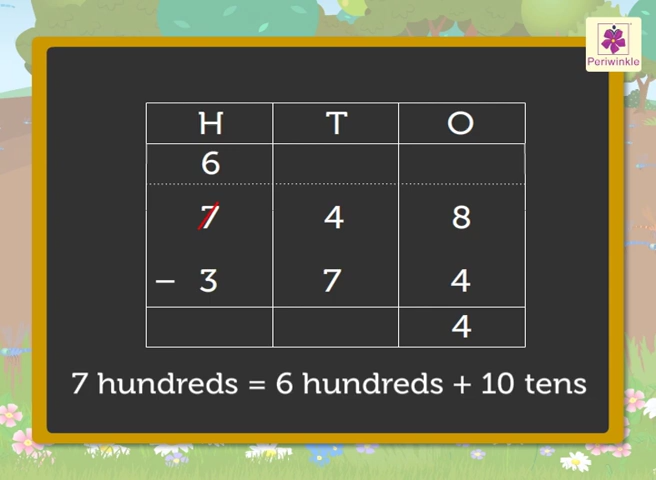 Periwinkle
H T O
6
7 4 8
− 3 7 4
4
7 hundreds = 6 hundreds + 10 tens